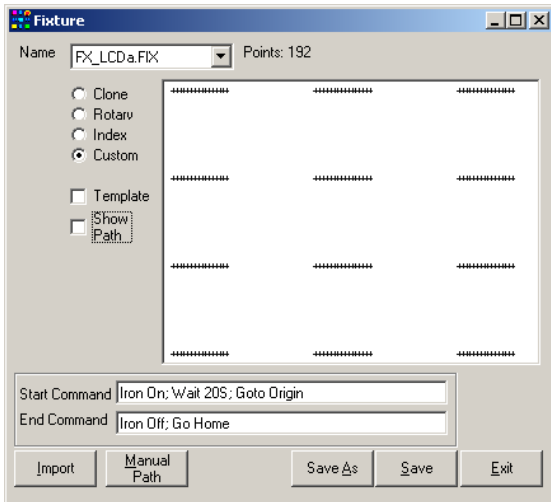 Fixture
Name FX_LCDa.FIX Points: 192
Clone
Rotary
Index
Custom
Template
Show
Path
Start Command Iron On; Wait 20S; Goto Origin
End Command Iron Off; Go Home
Import Manual Path Save As Save Exit